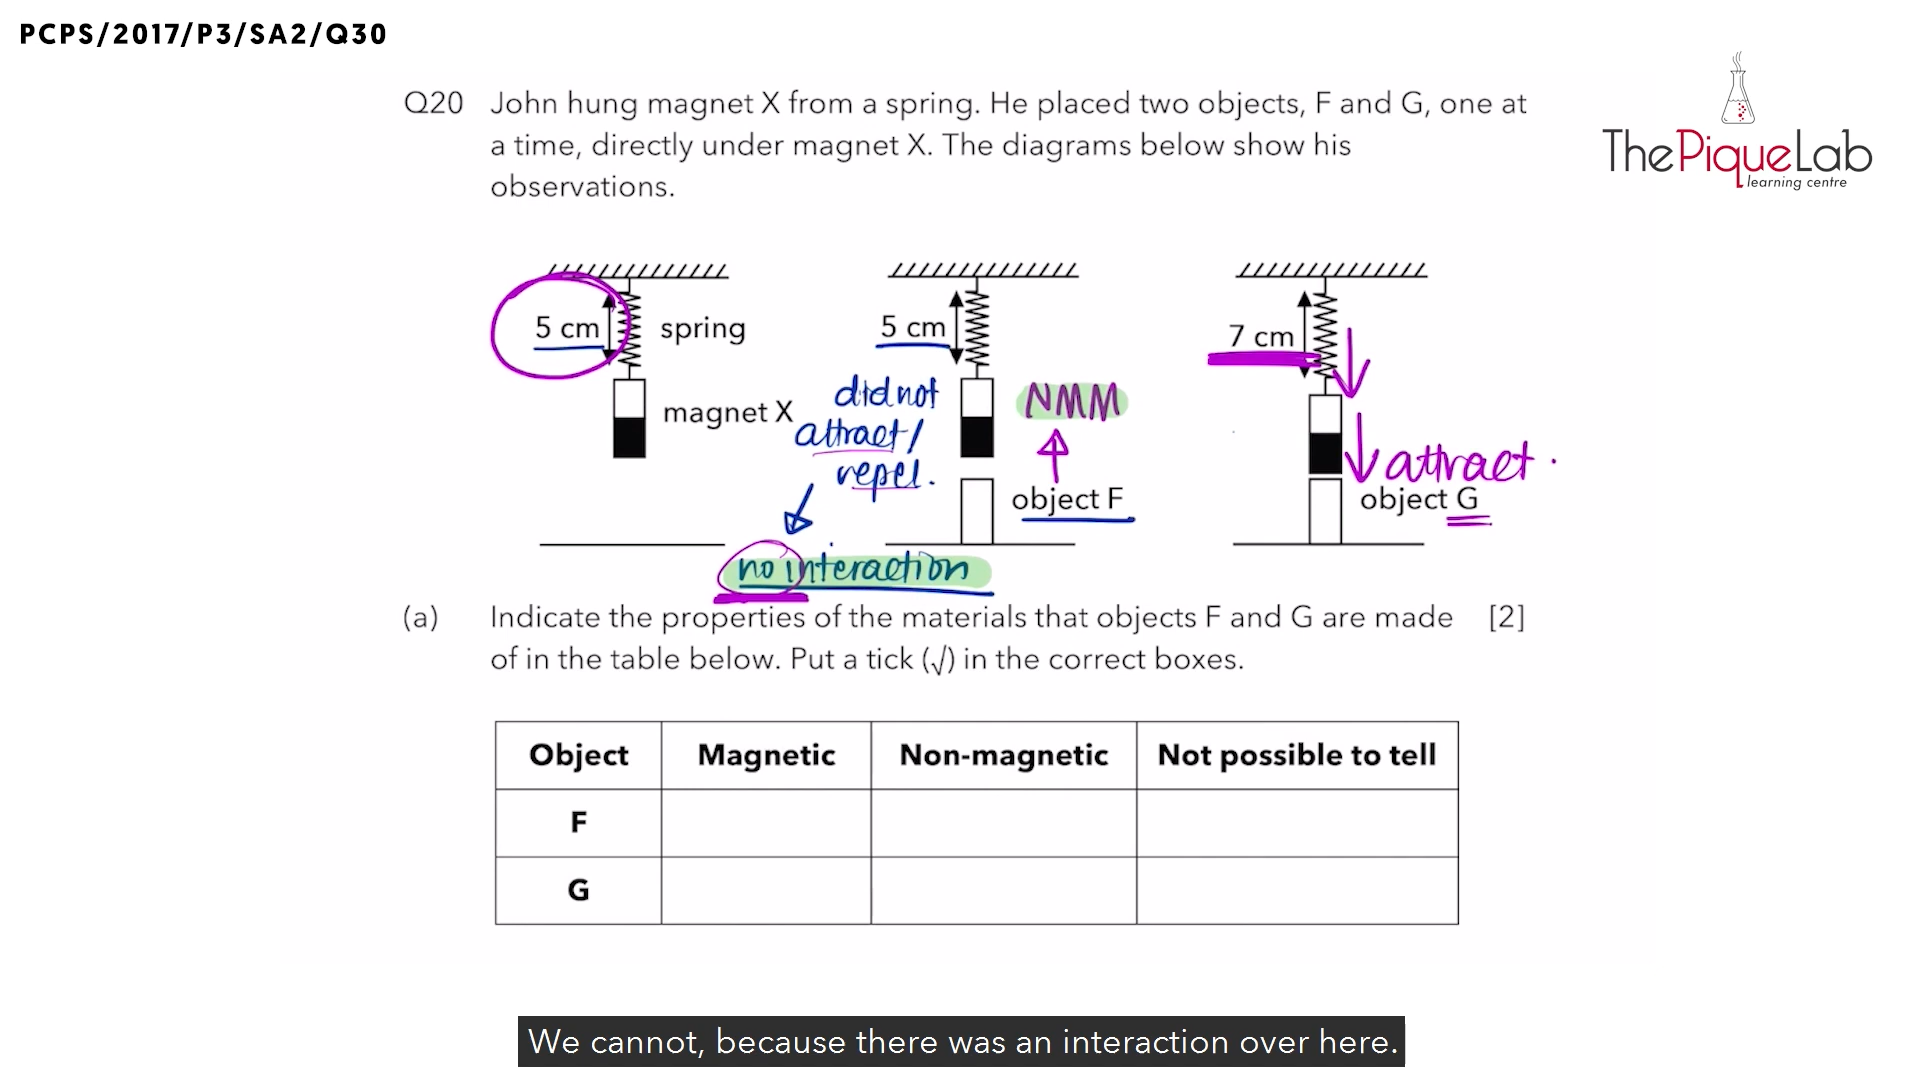 PCPS/2017/P3/SA2/Q30
ThePiqueLab
learning centre
Q20 John hung magnet X from a spring. He placed two objects, F and G, one at
a time, directly under magnet X. The diagrams below show his
observations.
5 cm
spring
magnet X
5 cm
did not
attract/
repel.
NMM
object F
7 cm
attract.
object G
no interaction
(a) Indicate the properties of the materials that objects F and G are made [2]
of in the table below. Put a tick (√) in the correct boxes.
Object Magnetic Non-magnetic Not possible to tell
F
G
We cannot, because there was an interaction over here.